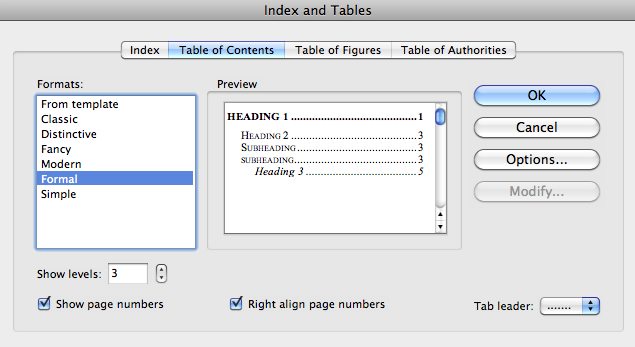 Index and Tables
Index Table of Contents Table of Figures Table of Authorities
Formats:
From template
Classic
Distinctive
Fancy
Modern
Formal
Simple
Preview
HEADING 1 ............................................1
HEADING 2 ..........................................3
SUBHEADING......................................3
SUBHEADING......................................3
Heading 3 ......................................5
OK
Cancel
Options...
Modify...
Show levels: 3
Show page numbers
Right align page numbers
Tab leader: .......